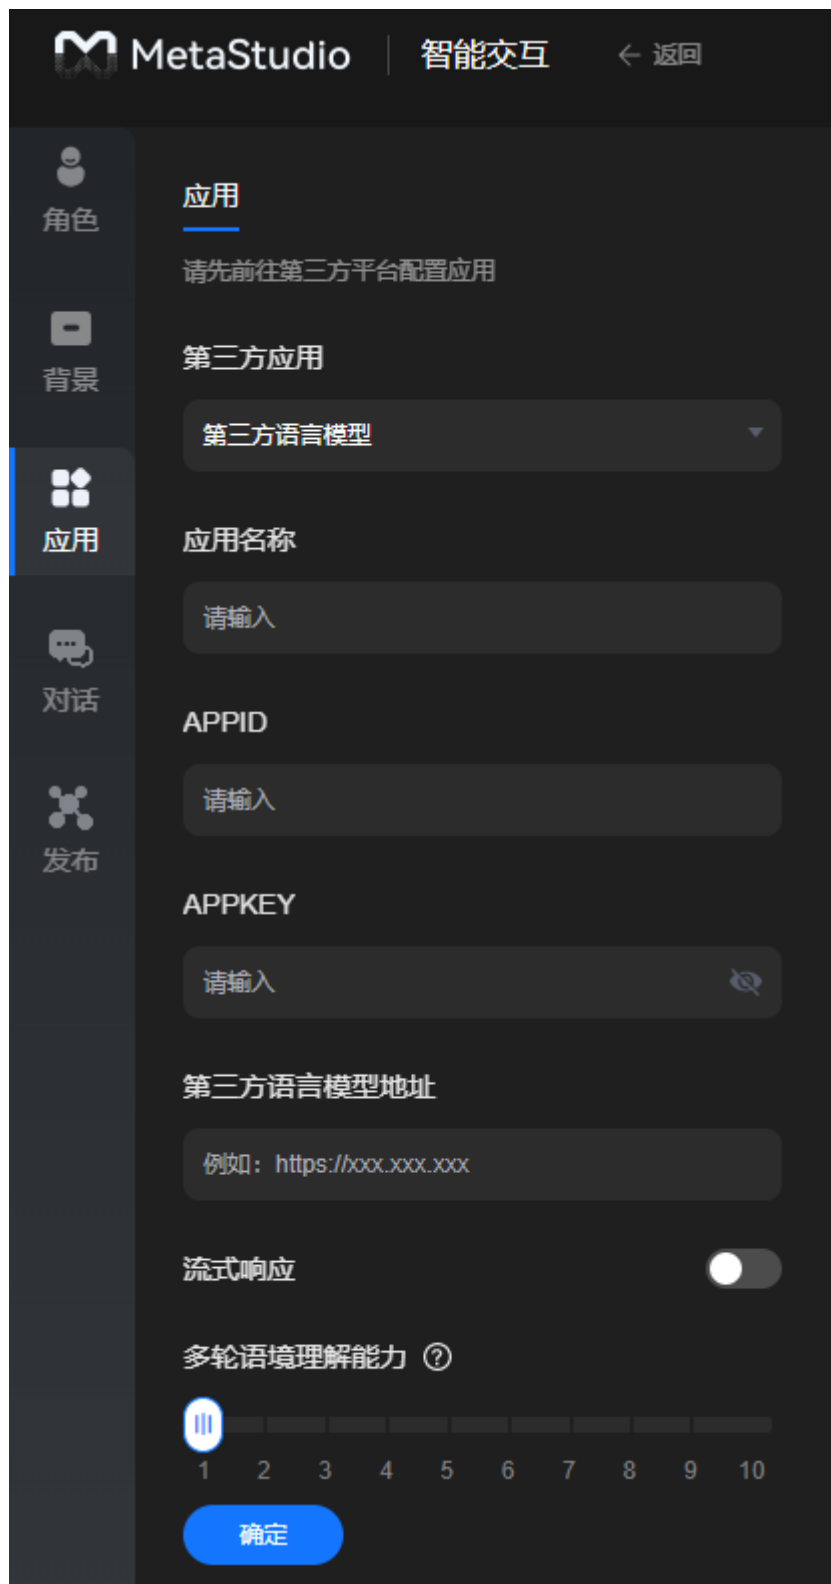 MetaStudio 智能交互 返回
角色
背景
应用
对话
发布
应用
请先前往第三方平台配置应用
第三方应用
第三方语言模型
应用名称
请输入
APPID
请输入
APPKEY
请输入
第三方语言模型地址
例如：https://xxx.xxx.xxx
流式响应
多轮语境理解能力 ?
1 2 3 4 5 6 7 8 9 10
确定